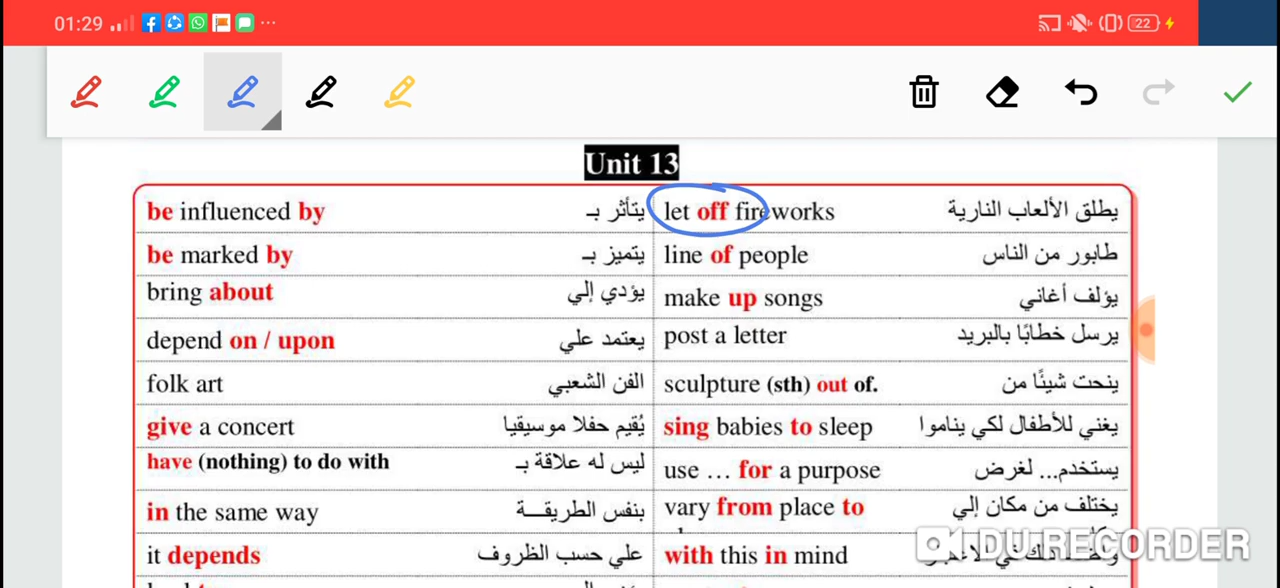 01:29
22
Unit 13
be influenced by يتأثر بـ let off fireworks يطلق الألعاب النارية
be marked by يتميز بـ line of people طابور من الناس
bring about يؤدي إلي make up songs يؤلف أغاني
depend on / upon يعتمد علي post a letter يرسل خطابًا بالبريد
folk art الفن الشعبي sculpture (sth) out of. ينحت شيئًا من
give a concert يُقيم حفلا موسيقيا sing babies to sleep يغني للأطفال لكي يناموا
have (nothing) to do with ليس له علاقة بـ use … for a purpose يستخدم... لغرض
in the same way بنفس الطريقـــة vary from place to يختلف من مكان إلي
it depends علي حسب الظروف with this in mind
DU RECORDER